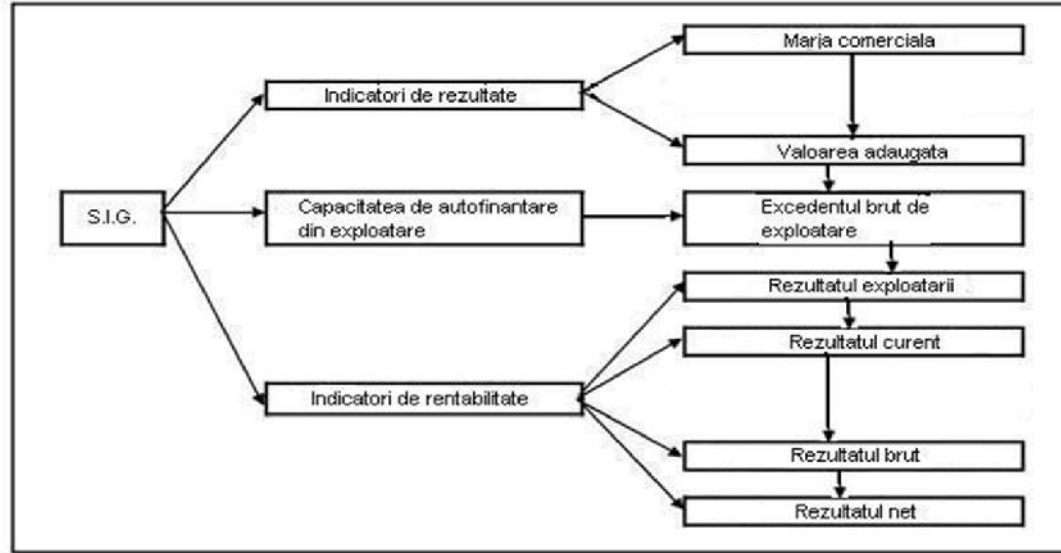 Marja comerciala
Indicatori de rezultate
Valoarea adaugata
S.I.G.
Capacitatea de autofinantare
din exploatare
Excedentul brut de
exploatare
Rezultatul exploatarii
Rezultatul curent
Indicatori de rentabilitate
Rezultatul brut
Rezultatul net